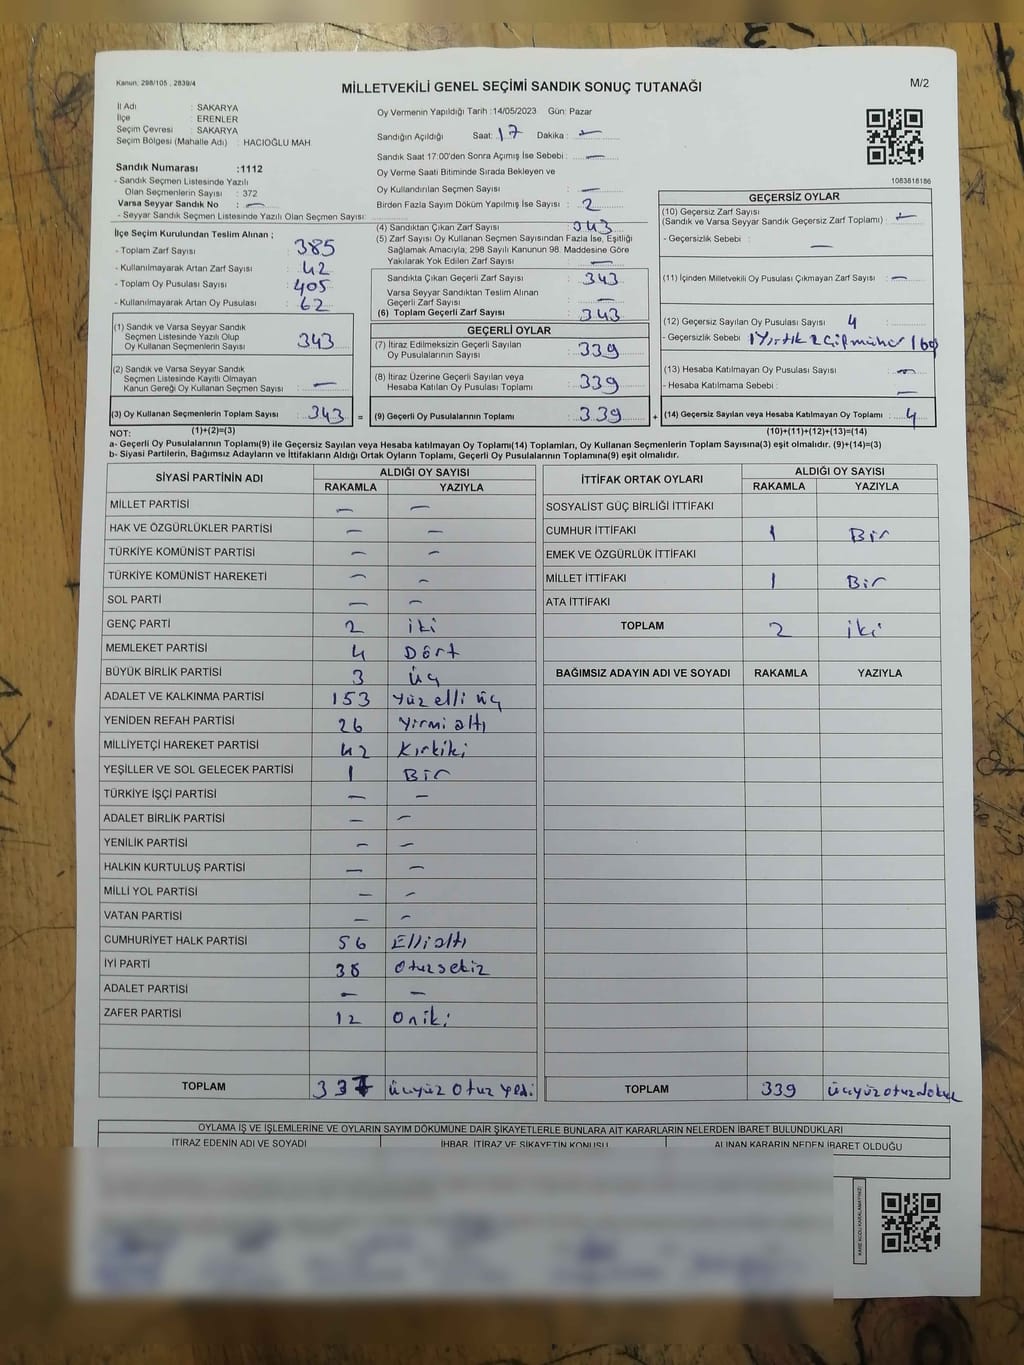 Kanun: 298/105 , 2839/4
MİLLETVEKİLİ GENEL SEÇİMİ SANDIK SONUÇ TUTANAĞI
M/2
İl Adı : SAKARYA
İlçe : ERENLER
Seçim Çevresi : SAKARYA
Seçim Bölgesi (Mahalle Adı) : HACIOĞLU MAH.
Sandık Numarası :1112
- Sandık Seçmen Listesinde Yazılı
Olan Seçmenlerin Sayısı : 372
Varsa Seyyar Sandık No : —
- Seyyar Sandık Seçmen Listesinde Yazılı Olan Seçmen Sayısı:
İlçe Seçim Kurulundan Teslim Alınan ;
- Toplam Zarf Sayısı : 385
- Kullanılmayarak Artan Zarf Sayısı : 42
- Toplam Oy Pusulası Sayısı : 405
- Kullanılmayarak Artan Oy Pusulası : 62
(1) Sandık ve Varsa Seyyar Sandık
Seçmen Listesinde Yazılı Olup
Oy Kullanan Seçmenlerin Sayısı : 343
(2) Sandık ve Varsa Seyyar Sandık
Seçmen Listesinde Kayıtlı Olmayan
Kanun Gereği Oy Kullanan Seçmen Sayısı : —
(3) Oy Kullanan Seçmenlerin Toplam Sayısı : 343
(1)+(2)=(3)
Oy Vermenin Yapıldığı Tarih :14/05/2023 Gün: Pazar
Sandığın Açıldığı Saat: 17 Dakika : —
Sandık Saat 17:00'den Sonra Açımış İse Sebebi : —
Oy Verme Saati Bitiminde Sırada Bekleyen ve
Oy Kullandırılan Seçmen Sayısı : —
Birden Fazla Sayım Döküm Yapılmış İse Sayısı : 2
(4) Sandıktan Çıkan Zarf Sayısı : 343
(5) Zarf Sayısı Oy Kullanan Seçmen Sayısından Fazla İse, Eşitliği
Sağlamak Amacıyla; 298 Sayılı Kanunun 98. Maddesine Göre
Yakılarak Yok Edilen Zarf Sayısı : —
Sandıkta Çıkan Geçerli Zarf Sayısı : 343
Varsa Seyyar Sandıktan Teslim Alınan
Geçerli Zarf Sayısı : —
(6) Toplam Geçerli Zarf Sayısı : 343
GEÇERLİ OYLAR
(7) İtiraz Edilmeksizin Geçerli Sayılan
Oy Pusulalarının Sayısı : 339
(8) İtiraz Üzerine Geçerli Sayılan veya
Hesaba Katılan Oy Pusulası Toplamı : 339
= (9) Geçerli Oy Pusulalarının Toplamı : 339 +
1083818186
GEÇERSİZ OYLAR
(10) Geçersiz Zarf Sayısı
(Sandık ve Varsa Seyyar Sandık Geçersiz Zarf Toplamı) : —
- Geçersizlik Sebebi : —
(11) İçinden Milletvekili Oy Pusulası Çıkmayan Zarf Sayısı : —
(12) Geçersiz Sayılan Oy Pusulası Sayısı 4
- Geçersizlik Sebebi : 1 Yırtık 2 Çift mühür 1 boş
(13) Hesaba Katılmayan Oy Pusulası Sayısı : —
- Hesaba Katılmama Sebebi : —
(14) Geçersiz Sayılan veya Hesaba Katılmayan Oy Toplamı : 4
(10)+(11)+(12)+(13)=(14)
NOT:
a- Geçerli Oy Pusulalarının Toplamı(9) ile Geçersiz Sayılan veya Hesaba katılmayan Oy Toplamı(14) Toplamları, Oy Kullanan Seçmenlerin Toplam Sayısına(3) eşit olmalıdır. (9)+(14)=(3)
b- Siyasi Partilerin, Bağımsız Adayların ve İttifakların Aldığı Ortak Oyların Toplamı, Geçerli Oy Pusulalarının Toplamına(9) eşit olmalıdır.
SİYASİ PARTİNİN ADI ALDIĞI OY SAYISI
RAKAMLA YAZIYLA
MİLLET PARTİSİ — —
HAK VE ÖZGÜRLÜKLER PARTİSİ — —
TÜRKİYE KOMÜNİST PARTİSİ — —
TÜRKİYE KOMÜNİST HAREKETİ — —
SOL PARTİ — —
GENÇ PARTİ 2 iki
MEMLEKET PARTİSİ 4 Dört
BÜYÜK BİRLİK PARTİSİ 3 üç
ADALET VE KALKINMA PARTİSİ 153 Yüz elli üç
YENİDEN REFAH PARTİSİ 26 Yirmi altı
MİLLİYETÇİ HAREKET PARTİSİ 42 Kırkiki
YEŞİLLER VE SOL GELECEK PARTİSİ 1 Bir
TÜRKİYE İŞÇİ PARTİSİ — —
ADALET BİRLİK PARTİSİ — —
YENİLİK PARTİSİ — —
HALKIN KURTULUŞ PARTİSİ — —
MİLLİ YOL PARTİSİ — —
VATAN PARTİSİ — —
CUMHURİYET HALK PARTİSİ 56 Elli altı
İYİ PARTİ 38 Otuz sekiz
ADALET PARTİSİ — —
ZAFER PARTİSİ 12 Oniki
TOPLAM 337 üçyüz otuz yedi
İTTİFAK ORTAK OYLARI ALDIĞI OY SAYISI
RAKAMLA YAZIYLA
SOSYALİST GÜÇ BİRLİĞİ İTTİFAKI
CUMHUR İTTİFAKI 1 Bir
EMEK VE ÖZGÜRLÜK İTTİFAKI
MİLLET İTTİFAKI 1 Bir
ATA İTTİFAKI
TOPLAM 2 iki
BAĞIMSIZ ADAYIN ADI VE SOYADI RAKAMLA YAZIYLA
TOPLAM 339 üçyüz otuz dokuz
OYLAMA İŞ VE İŞLEMLERİNE VE OYLARIN SAYIM DÖKÜMÜNE DAİR ŞİKAYETLERLE BUNLARA AİT KARARLARIN NELERDEN İBARET BULUNDUKLARI
İTİRAZ EDENİN ADI VE SOYADI İHBAR, İTİRAZ VE ŞİKAYETİN KONUSU ALINAN KARARIN NEDEN İBARET OLDUĞU
KARE KODU KARALAMAYINIZ!